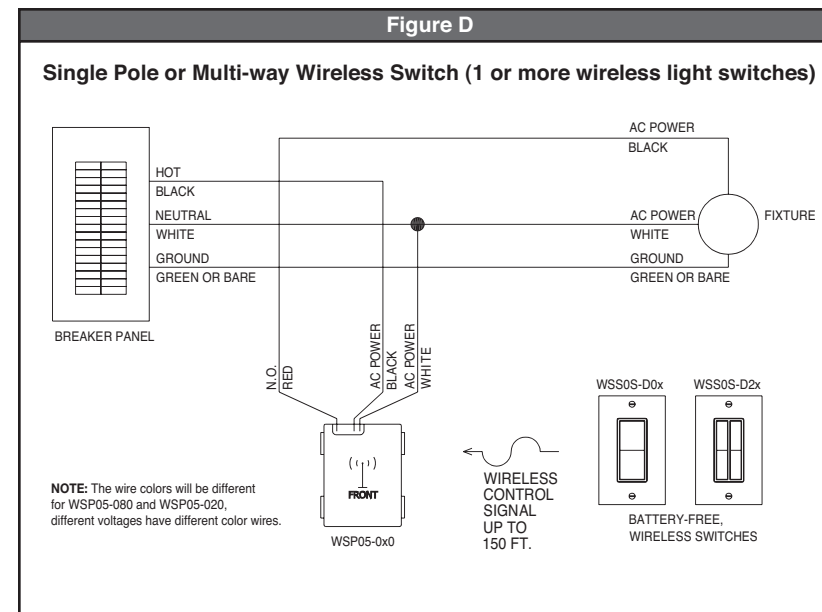 Figure D
Single Pole or Multi-way Wireless Switch (1 or more wireless light switches)
AC POWER
BLACK
HOT
BLACK
NEUTRAL
WHITE
AC POWER
WHITE
FIXTURE
GROUND
GREEN OR BARE
GROUND
GREEN OR BARE
BREAKER PANEL
N.O.
RED
AC POWER
BLACK
AC POWER
WHITE
WSS0S-D0x
WSS0S-D2x
FRONT
WSP05-0x0
WIRELESS
CONTROL
SIGNAL
UP TO
150 FT.
BATTERY-FREE,
WIRELESS SWITCHES
NOTE: The wire colors will be different
for WSP05-080 and WSP05-020,
different voltages have different color wires.